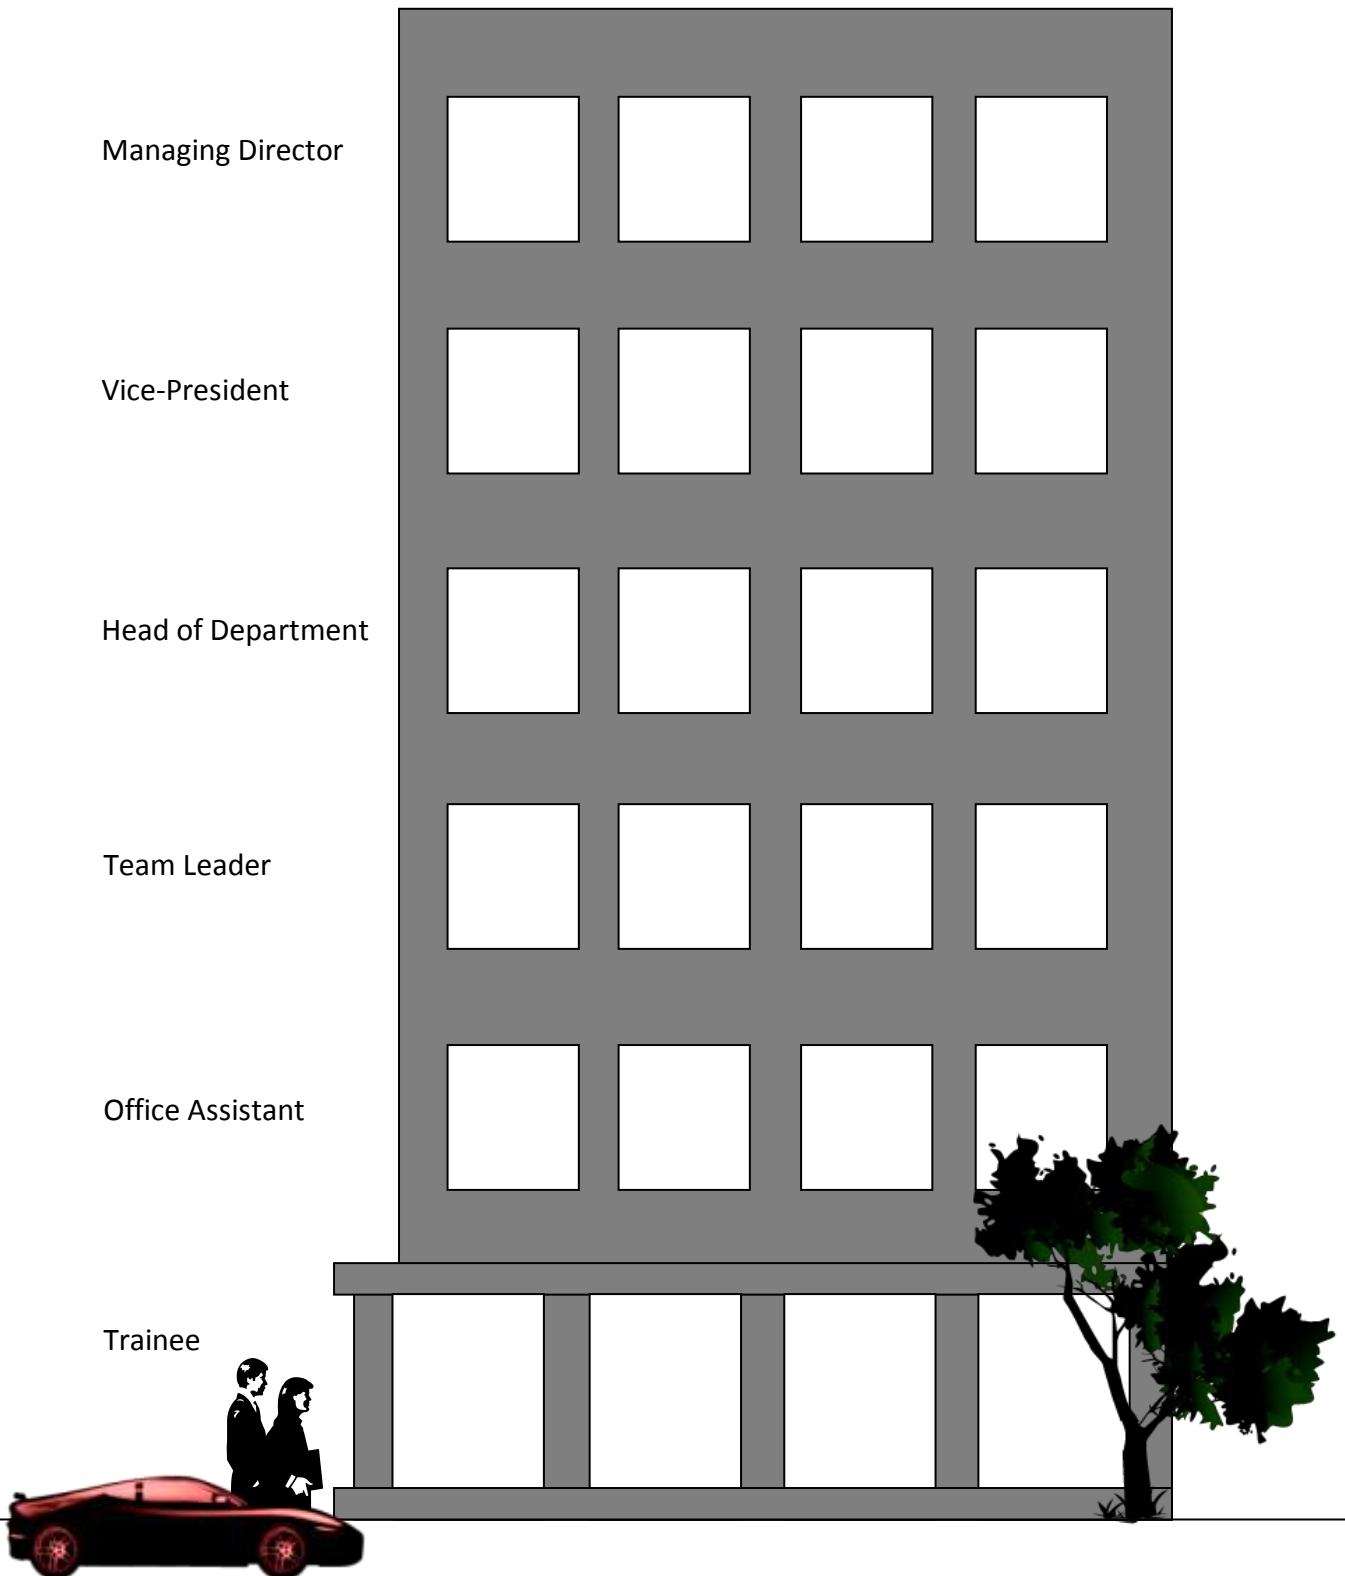 Managing Director
Vice-President
Head of Department
Team Leader
Office Assistant
Trainee